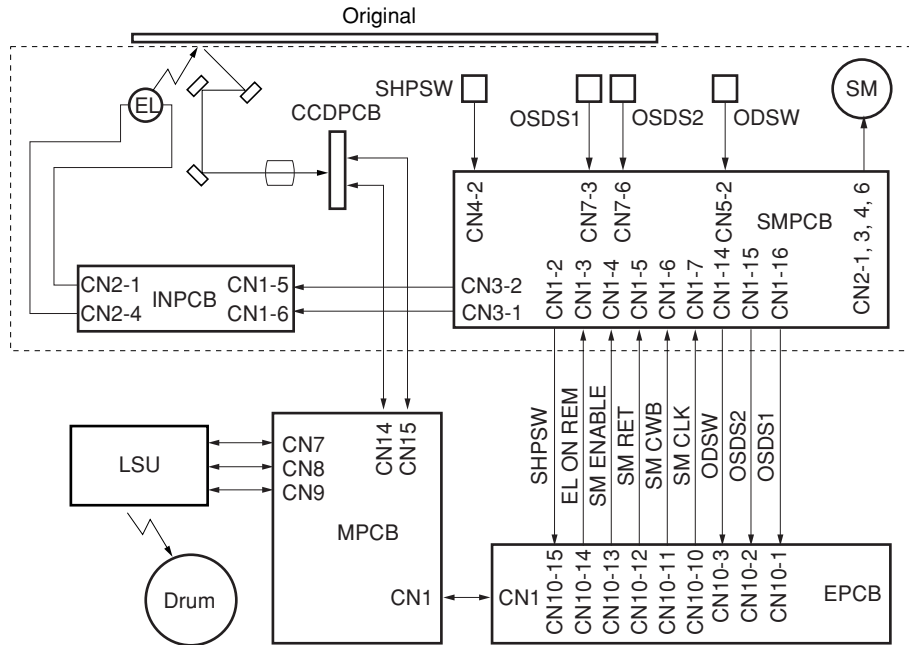 Original
EL
CCDPCB
SHPSW
OSDS1
OSDS2
ODSW
SM
CN4-2
CN7-3
CN7-6
CN5-2
SMPCB
CN2-1, 3, 4, 6
CN1-2
CN1-3
CN1-4
CN1-5
CN1-6
CN1-7
CN1-14
CN1-15
CN1-16
CN3-2
CN3-1
CN2-1
CN2-4
INPCB
CN1-5
CN1-6
LSU
CN7
CN8
CN9
CN14
CN15
MPCB
CN1
Drum
SHPSW
EL ON REM
SM ENABLE
SM RET
SM CWB
SM CLK
ODSW
OSDS2
OSDS1
CN1
CN10-15
CN10-14
CN10-13
CN10-12
CN10-11
CN10-10
CN10-3
CN10-2
CN10-1
EPCB